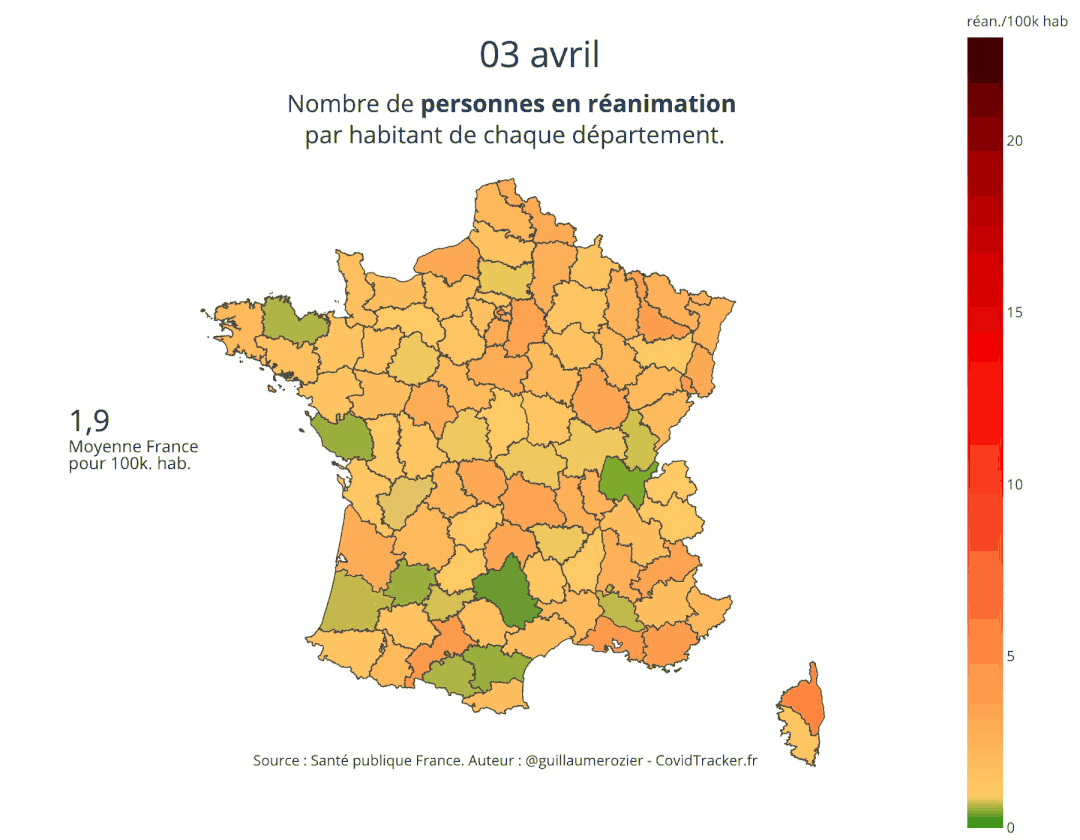 réan./100k hab
03 avril
Nombre de personnes en réanimation
par habitant de chaque département.
20
15
1,9
Moyenne France
pour 100k. hab.
10
5
Source : Santé publique France. Auteur : @guillaumerozier - CovidTracker.fr
0